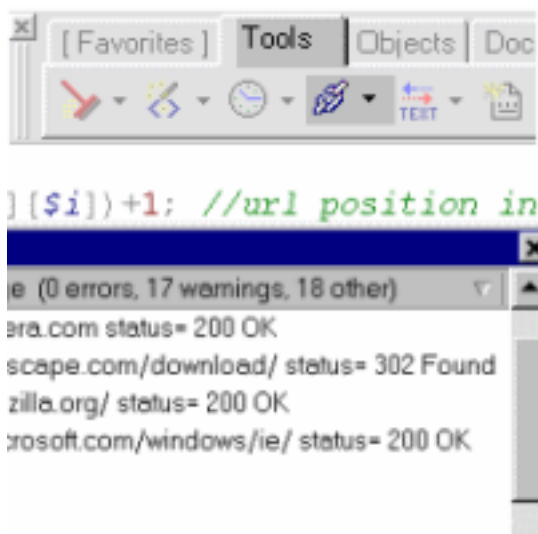 [ Favorites ] Tools Objects Doc
TEXT
][$i])+1; //url position in
e (0 errors, 17 warnings, 18 other)
era.com status= 200 OK
scape.com/download/ status= 302 Found
zilla.org/ status= 200 OK
crosoft.com/windows/ie/ status= 200 OK